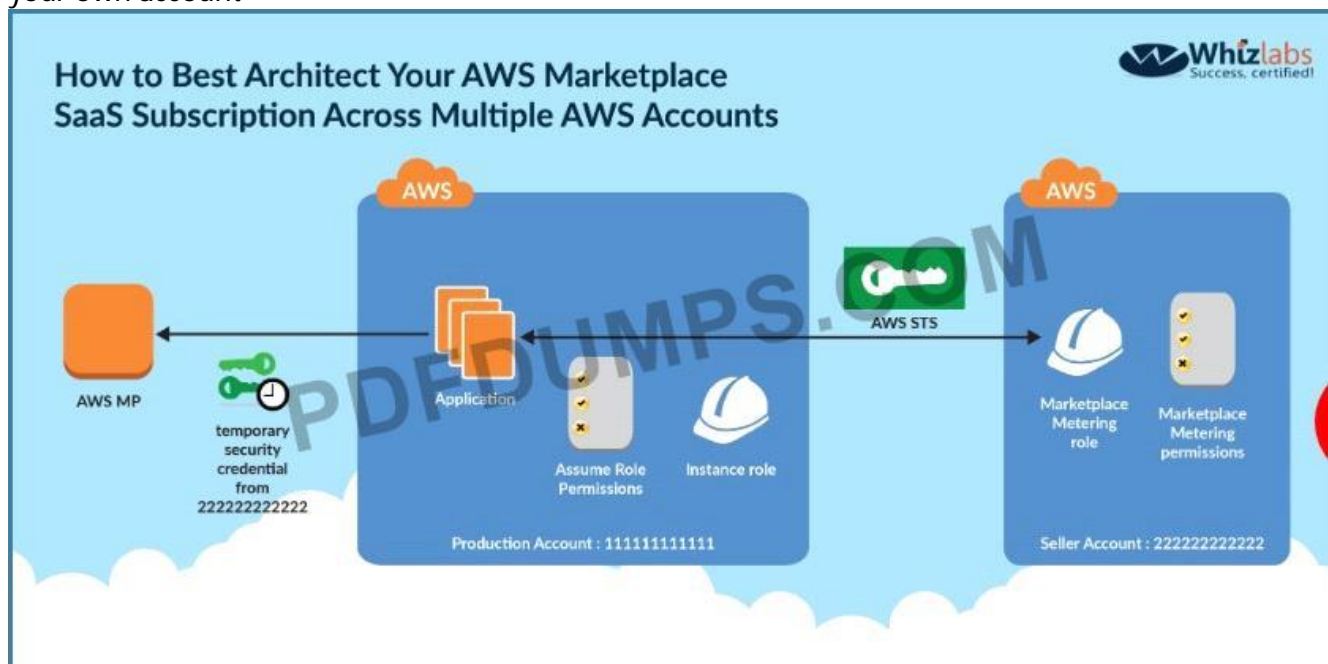 your own account
How to Best Architect Your AWS Marketplace
SaaS Subscription Across Multiple AWS Accounts
Whizlabs
Success, certified!
AWS
AWS
PDFDUMPS.COM
AWS STS
AWS MP
temporary
security
credential
from
222222222222
Application
Assume Role
Permissions
Instance role
Marketplace
Metering
role
Marketplace
Metering
permissions
Production Account : 111111111111
Seller Account : 222222222222